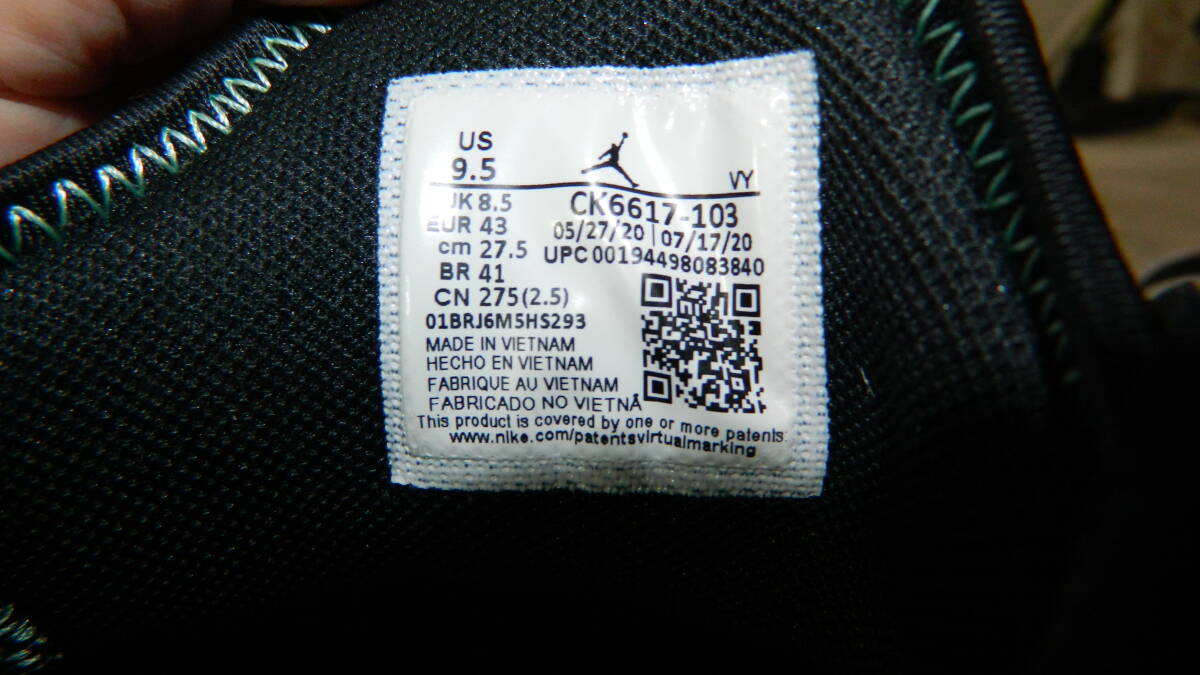 US
9.5
VY
UK 8.5
CK6617-103
EUR 43
05/27/20 | 07/17/20
cm 27.5
UPC 00194498083840
BR 41
CN 275(2.5)
01BRJ6M5HS293
MADE IN VIETNAM
HECHO EN VIETNAM
FABRIQUE AU VIETNAM
FABRICADO NO VIETNÃ
This product is covered by one or more patents.
www.nike.com/patentsvirtualmarking